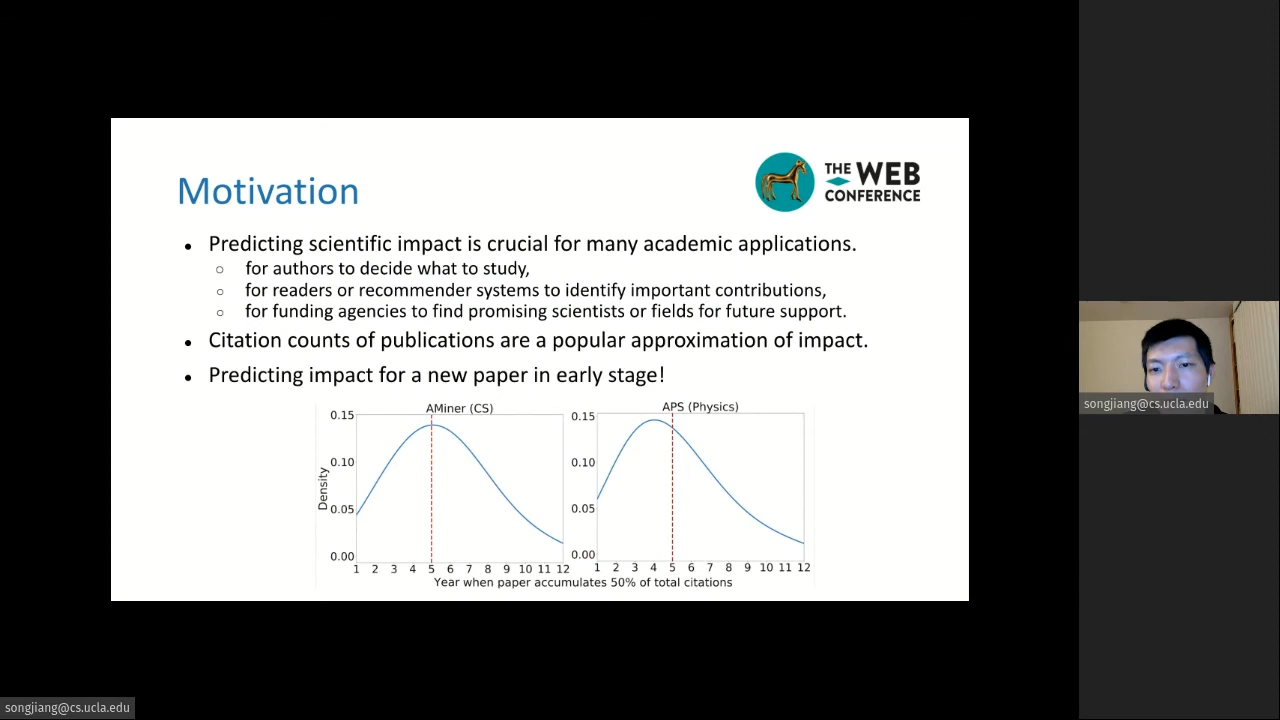 Motivation
THE WEB
CONFERENCE
• Predicting scientific impact is crucial for many academic applications.
○ for authors to decide what to study,
○ for readers or recommender systems to identify important contributions,
○ for funding agencies to find promising scientists or fields for future support.
• Citation counts of publications are a popular approximation of impact.
• Predicting impact for a new paper in early stage!
AMiner (CS)
0.15
0.10
0.05
0.00
Density
1 2 3 4 5 6 7 8 9 10 11 12
APS (Physics)
0.15
0.10
0.05
0.00
1 2 3 4 5 6 7 8 9 10 11 12
Year when paper accumulates 50% of total citations
songjiang@cs.ucla.edu
songjiang@cs.ucla.edu